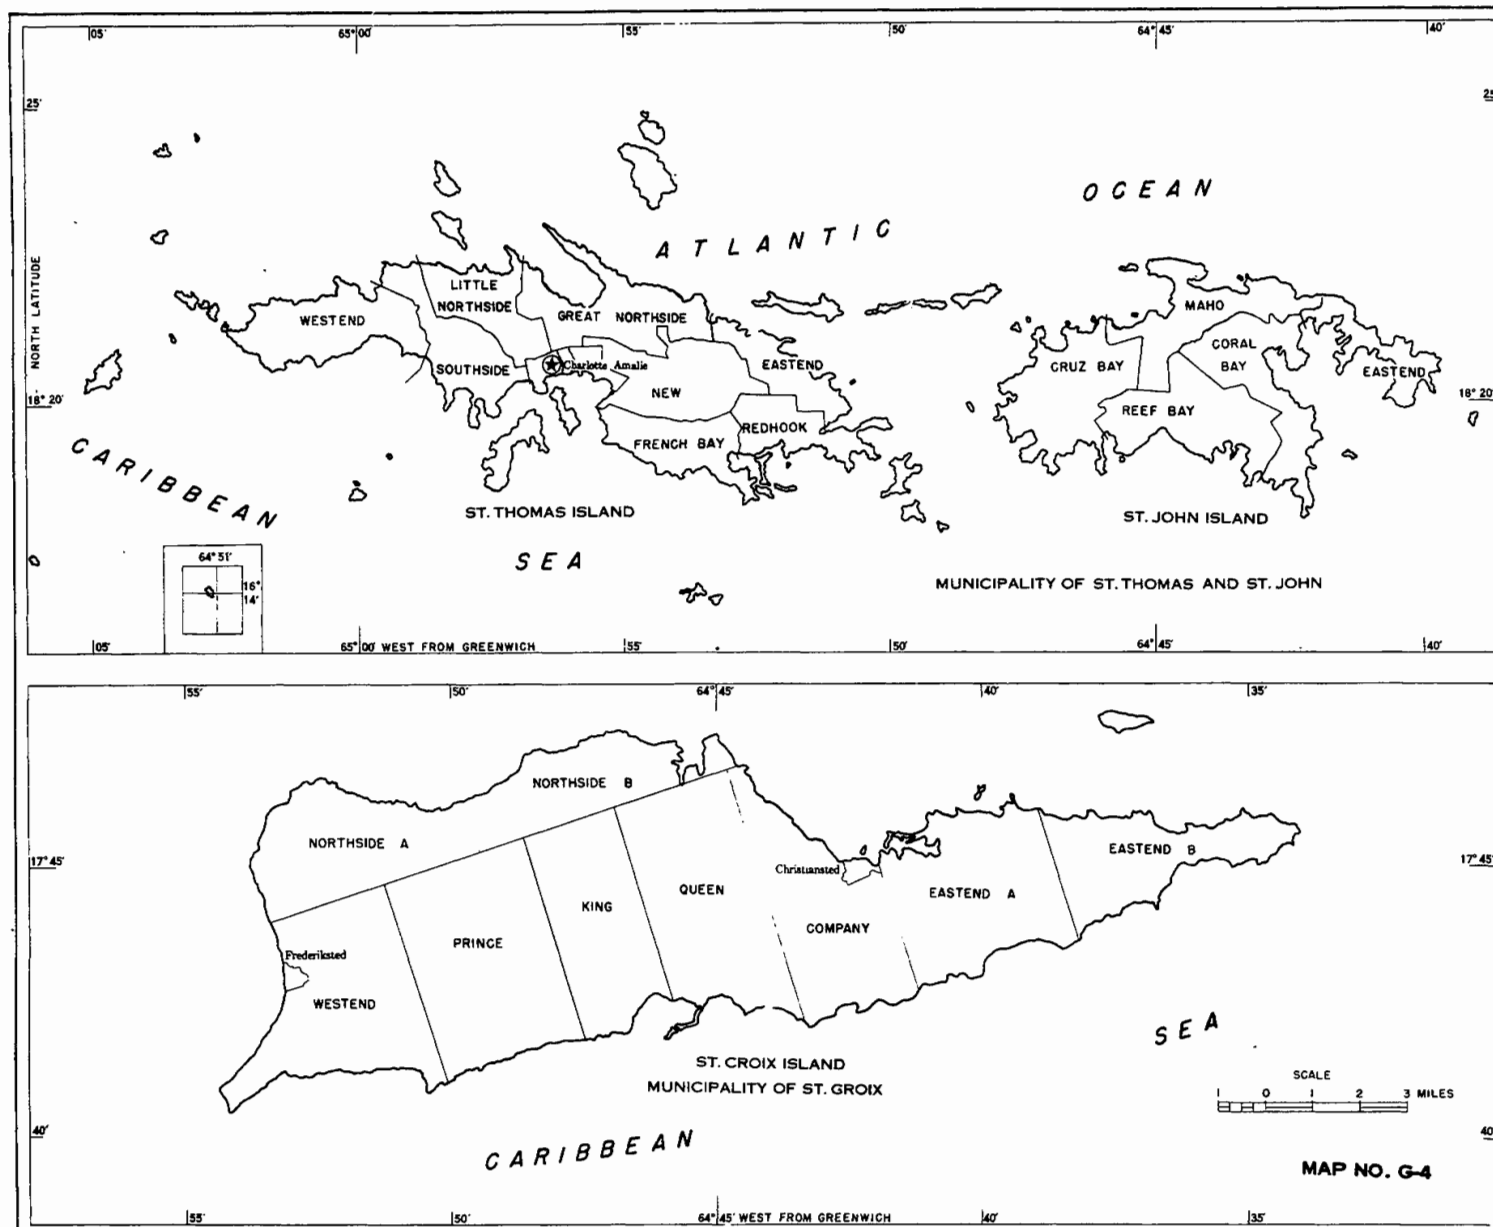 05' 65° 00' 55' 50' 64° 45' 40'
25' 25'
OCEAN
ATLANTIC
NORTH LATITUDE
LITTLE
NORTHSIDE
WESTEND
GREAT NORTHSIDE
MAHO
CORAL
BAY
SOUTHSIDE
Charlotte Amalie
EASTEND
CRUZ BAY
EASTEND
NEW
18° 20' 18° 20'
REEF BAY
REDHOOK
FRENCH BAY
CARIBBEAN
ST. THOMAS ISLAND
ST. JOHN ISLAND
SEA
64° 51'
16°
14'
MUNICIPALITY OF ST. THOMAS AND ST. JOHN
05' 65° 00' WEST FROM GREENWICH 55' 50' 64° 45' 40'
55' 50' 64° 45' 40' 35'
NORTHSIDE B
NORTHSIDE A
EASTEND B
17° 45' 17° 45'
Christiansted
QUEEN
EASTEND A
KING
COMPANY
PRINCE
Frederiksted
WESTEND
SEA
ST. CROIX ISLAND
MUNICIPALITY OF ST. GROIX
SCALE
1 0 1 2 3 MILES
40' 40'
CARIBBEAN
MAP NO. G-4
55' 50' 64° 45' WEST FROM GREENWICH 40' 35'